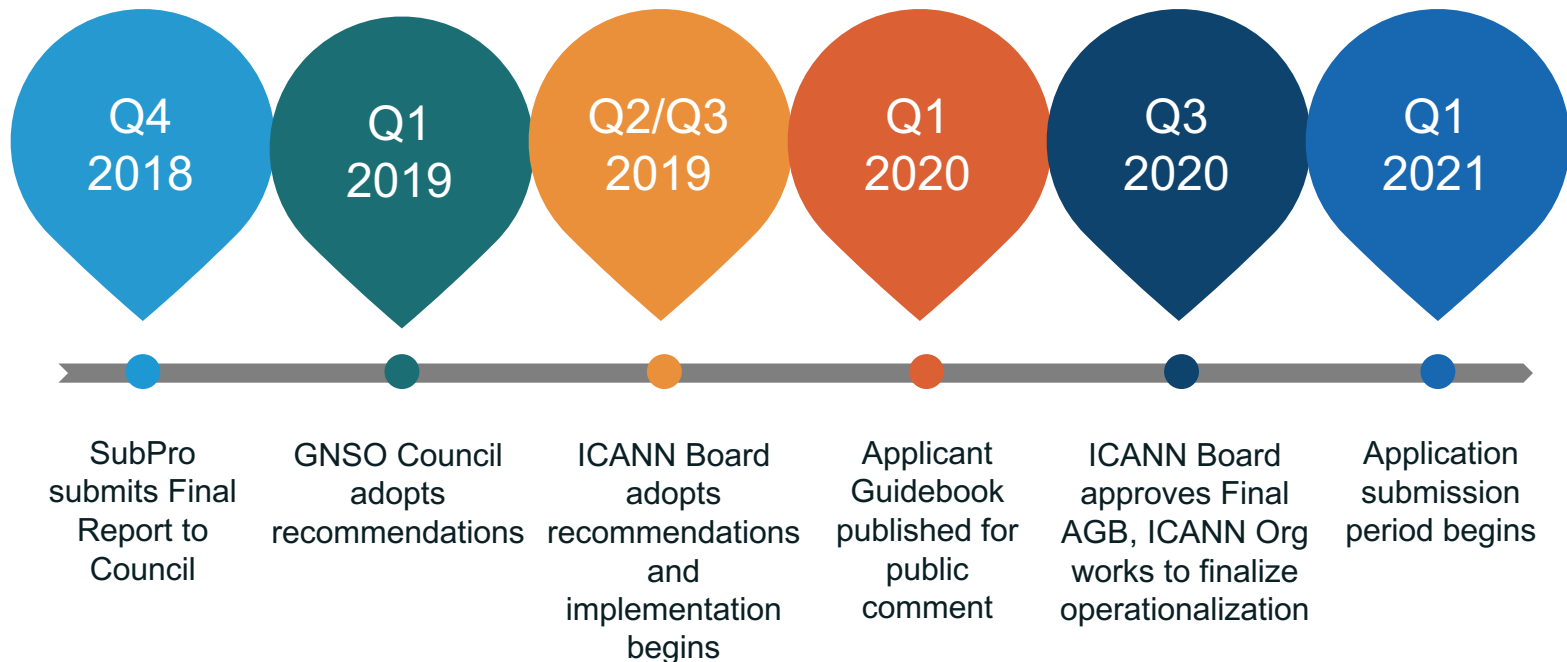 Q4
2018
Q1
2019
Q2/Q3
2019
Q1
2020
Q3
2020
Q1
2021
SubPro
submits Final
Report to
Council
GNSO Council
adopts
recommendations
ICANN Board
adopts
recommendations
and
implementation
begins
Applicant
Guidebook
published for
public
comment
ICANN Board
approves Final
AGB, ICANN Org
works to finalize
operationalization
Application
submission
period begins